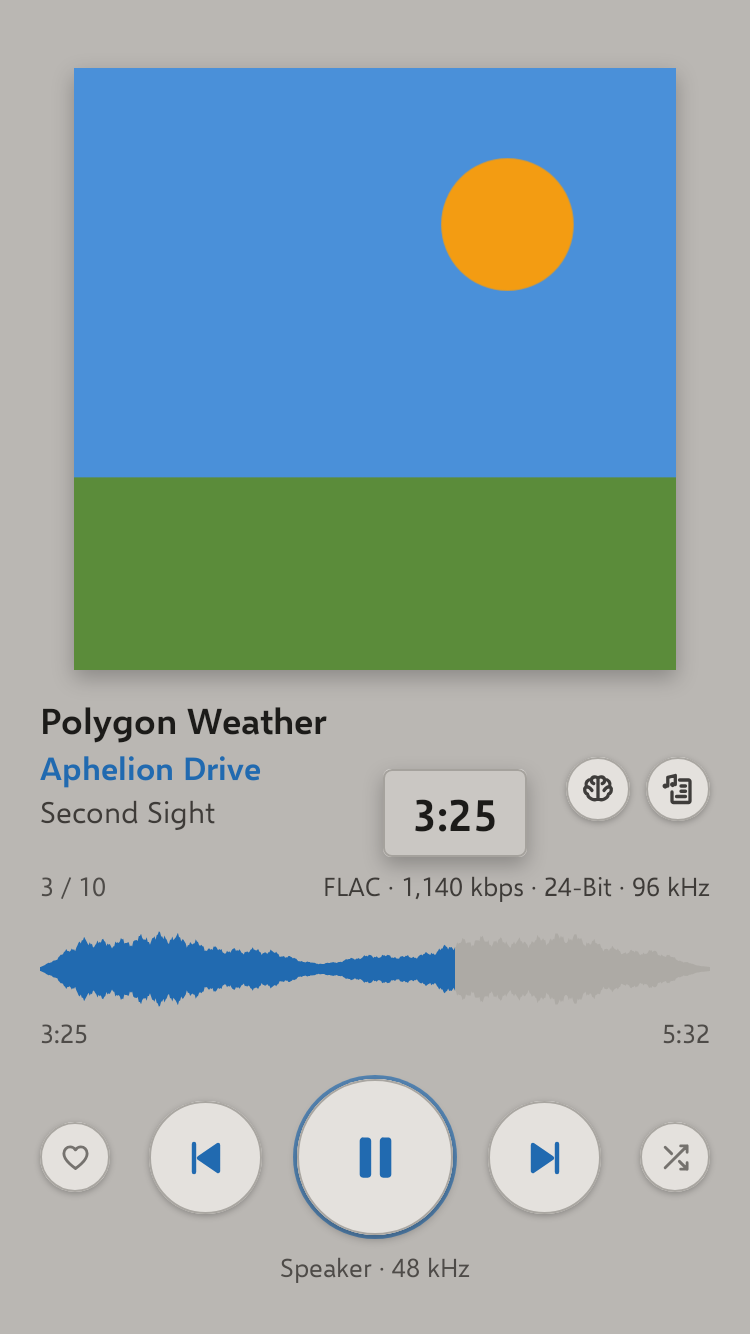 Polygon Weather
Aphelion Drive
Second Sight
3:25
3 / 10
FLAC · 1,140 kbps · 24-Bit · 96 kHz
3:25
5:32
Speaker · 48 kHz